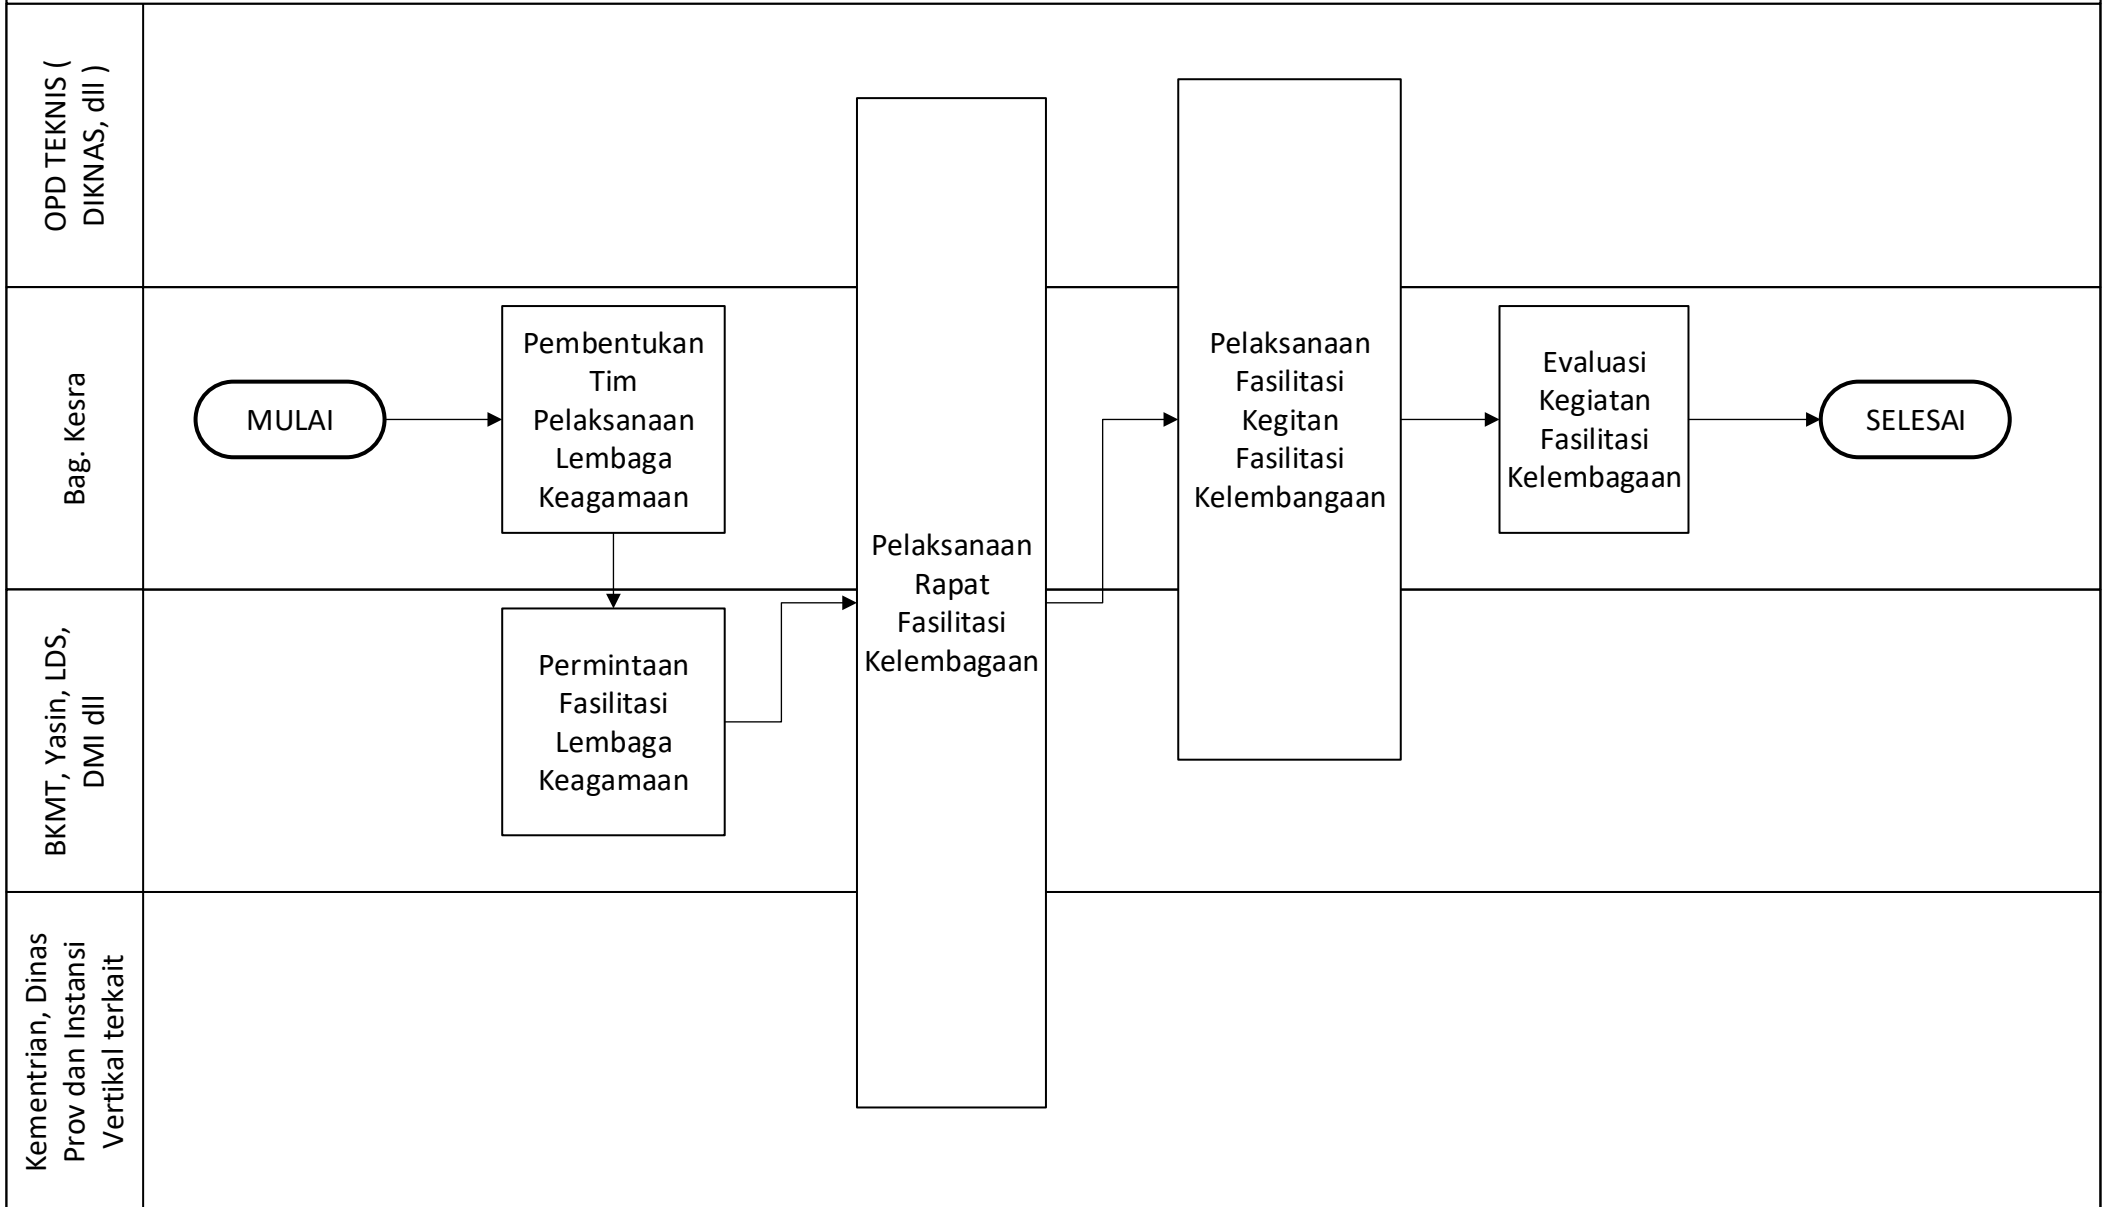 OPD TEKNIS (
DIKNAS, dll )
Bag. Kesra
BKMT, Yasin, LDS,
DMI dll
Kementrian, Dinas
Prov dan Instansi
Vertikal terkait
MULAI
Pembentukan
Tim
Pelaksanaan
Lembaga
Keagamaan
Permintaan
Fasilitasi
Lembaga
Keagamaan
Pelaksanaan
Rapat
Fasilitasi
Kelembagaan
Pelaksanaan
Fasilitasi
Kegitan
Fasilitasi
Kelembangaan
Evaluasi
Kegiatan
Fasilitasi
Kelembagaan
SELESAI